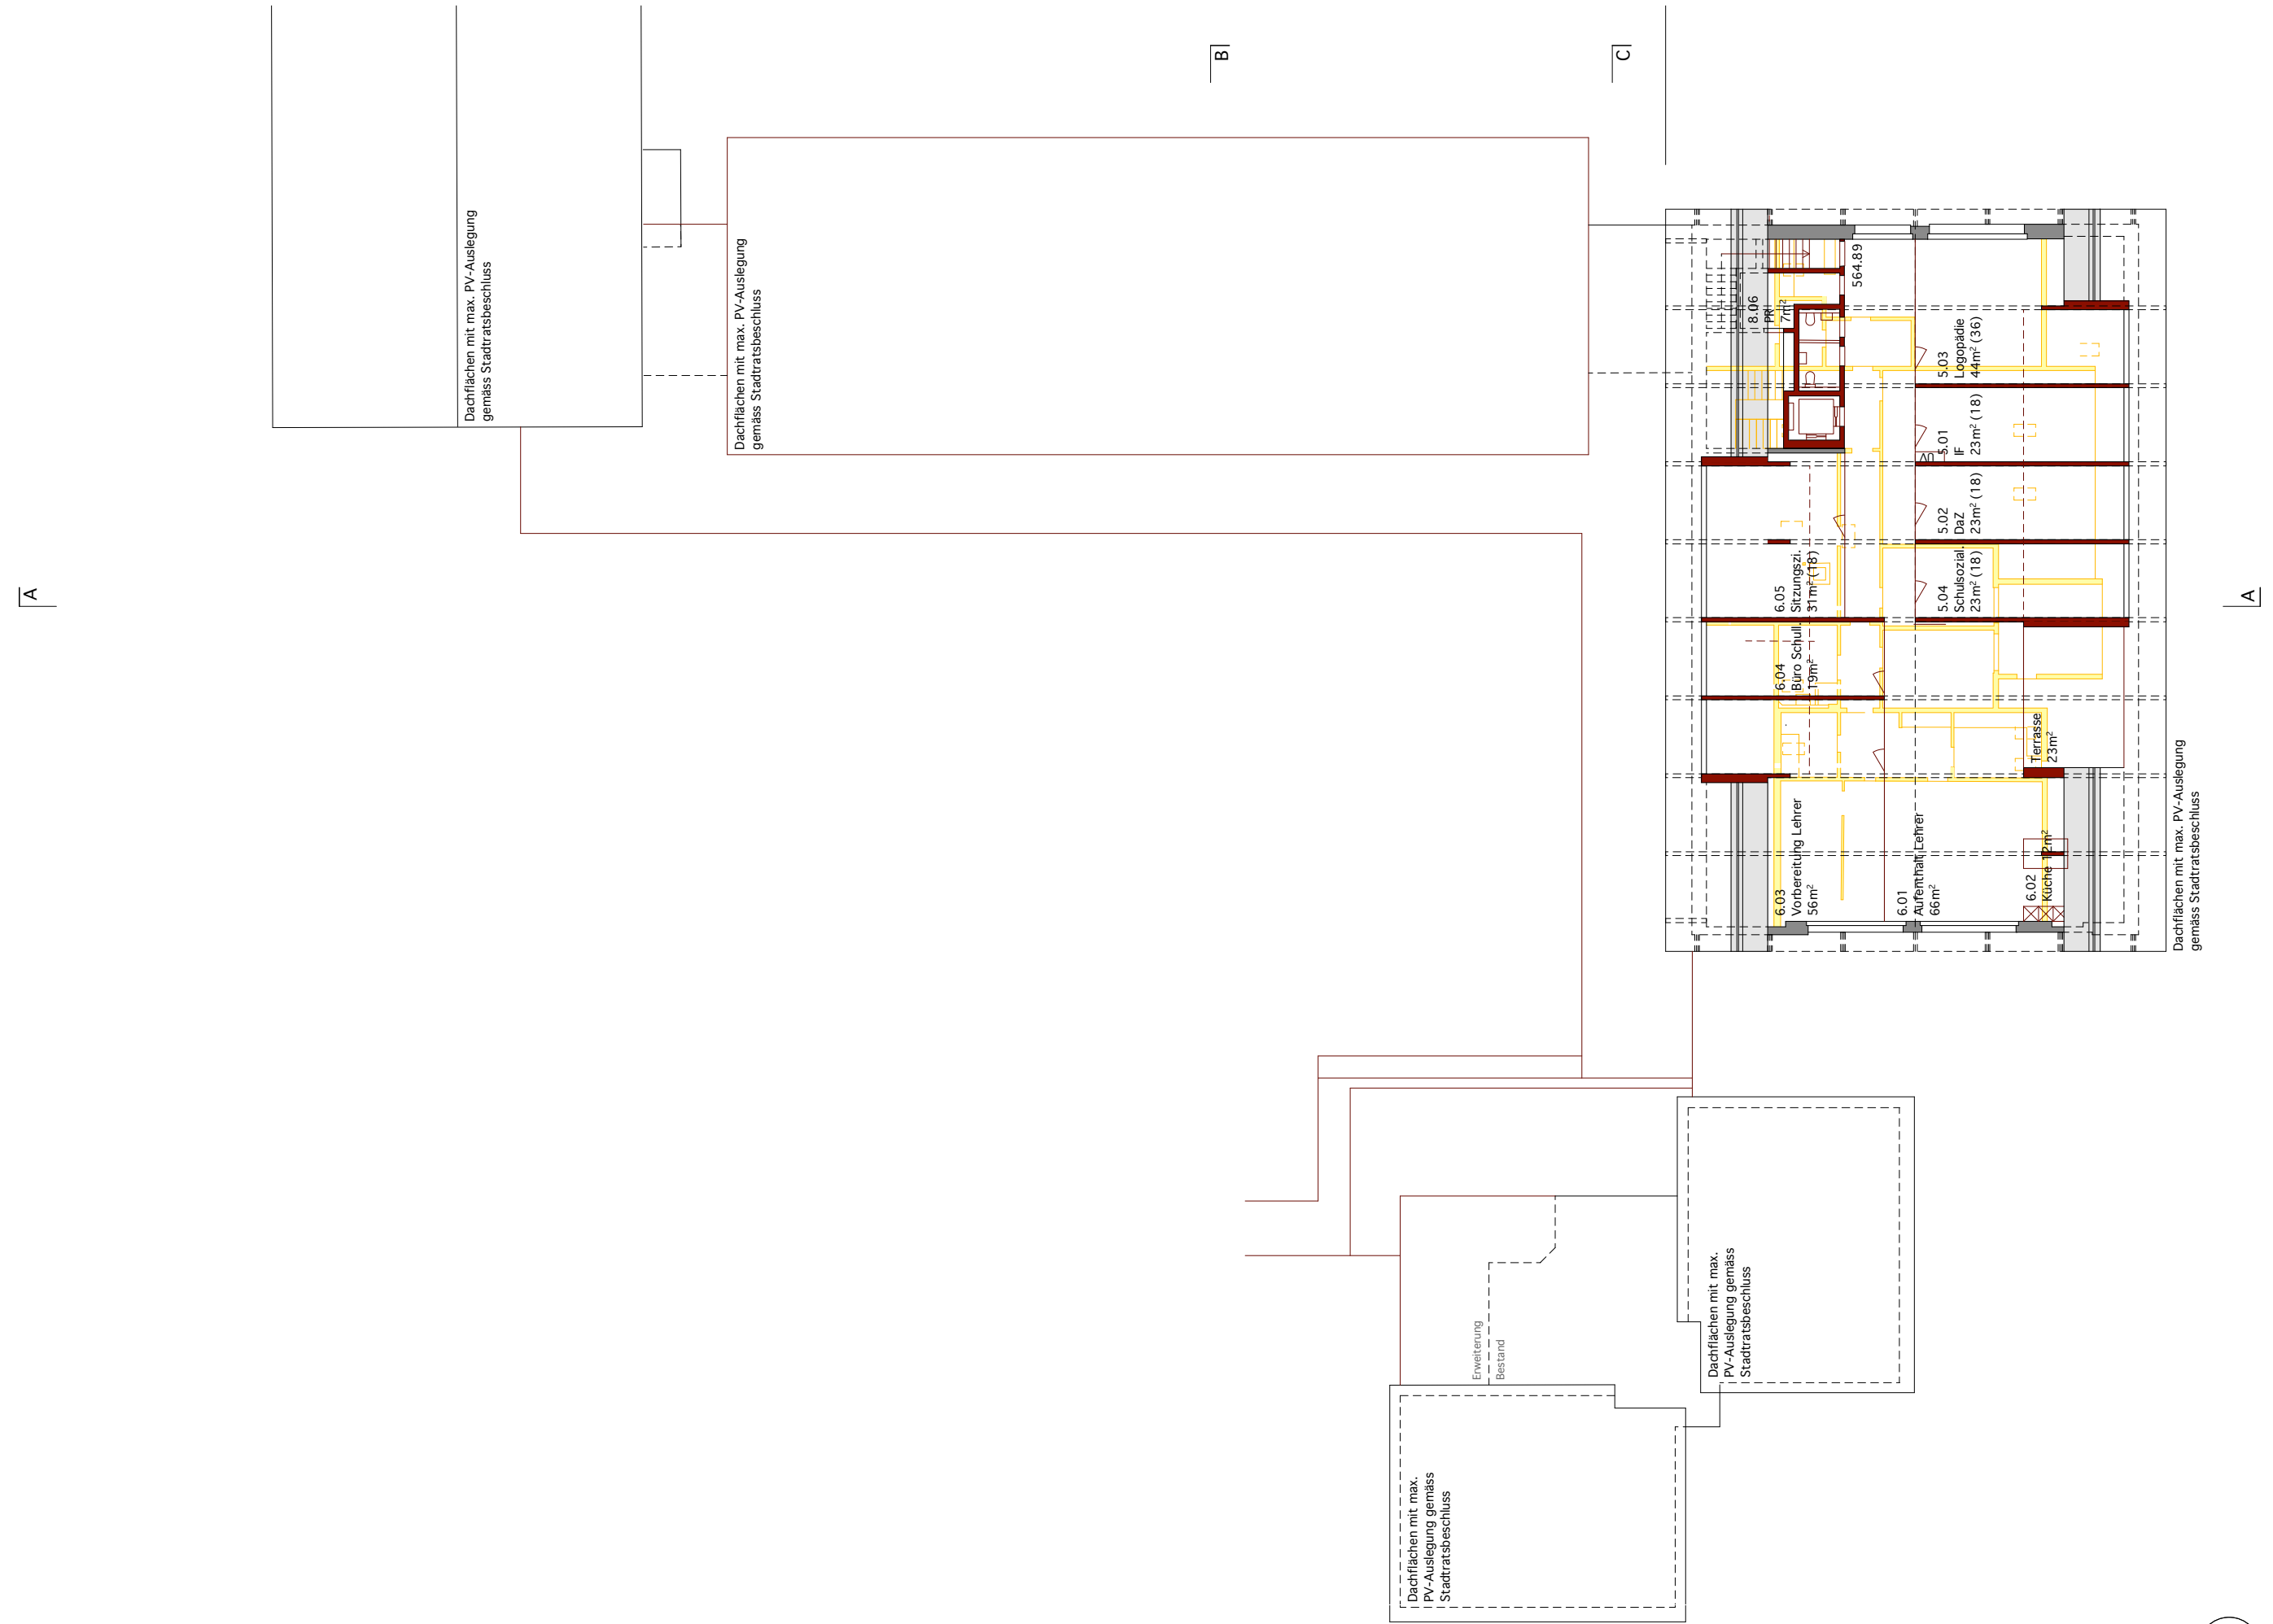 A
B
C
Dachflächen mit max. PV-Auslegung
gemäss Stadtratsbeschluss
Dachflächen mit max. PV-Auslegung
gemäss Stadtratsbeschluss
8.06
PR
7m²
564.89
5.03
Logopädie
44m² (36)
5.01
IF
23m² (18)
5.02
DaZ
23m² (18)
5.04
Schulsozial.
23m² (18)
6.05
Sitzungszi.
31m² (18)
6.04
Büro Schull.
19m²
Terrasse
23m²
6.03
Vorbereitung Lehrer
56m²
6.01
Aufenthalt Lehrer
66m²
6.02
Küche 12m²
Dachflächen mit max. PV-Auslegung
gemäss Stadtratsbeschluss
A
Erweiterung
Bestand
Dachflächen mit max.
PV-Auslegung gemäss
Stadtratsbeschluss
Dachflächen mit max.
PV-Auslegung gemäss
Stadtratsbeschluss